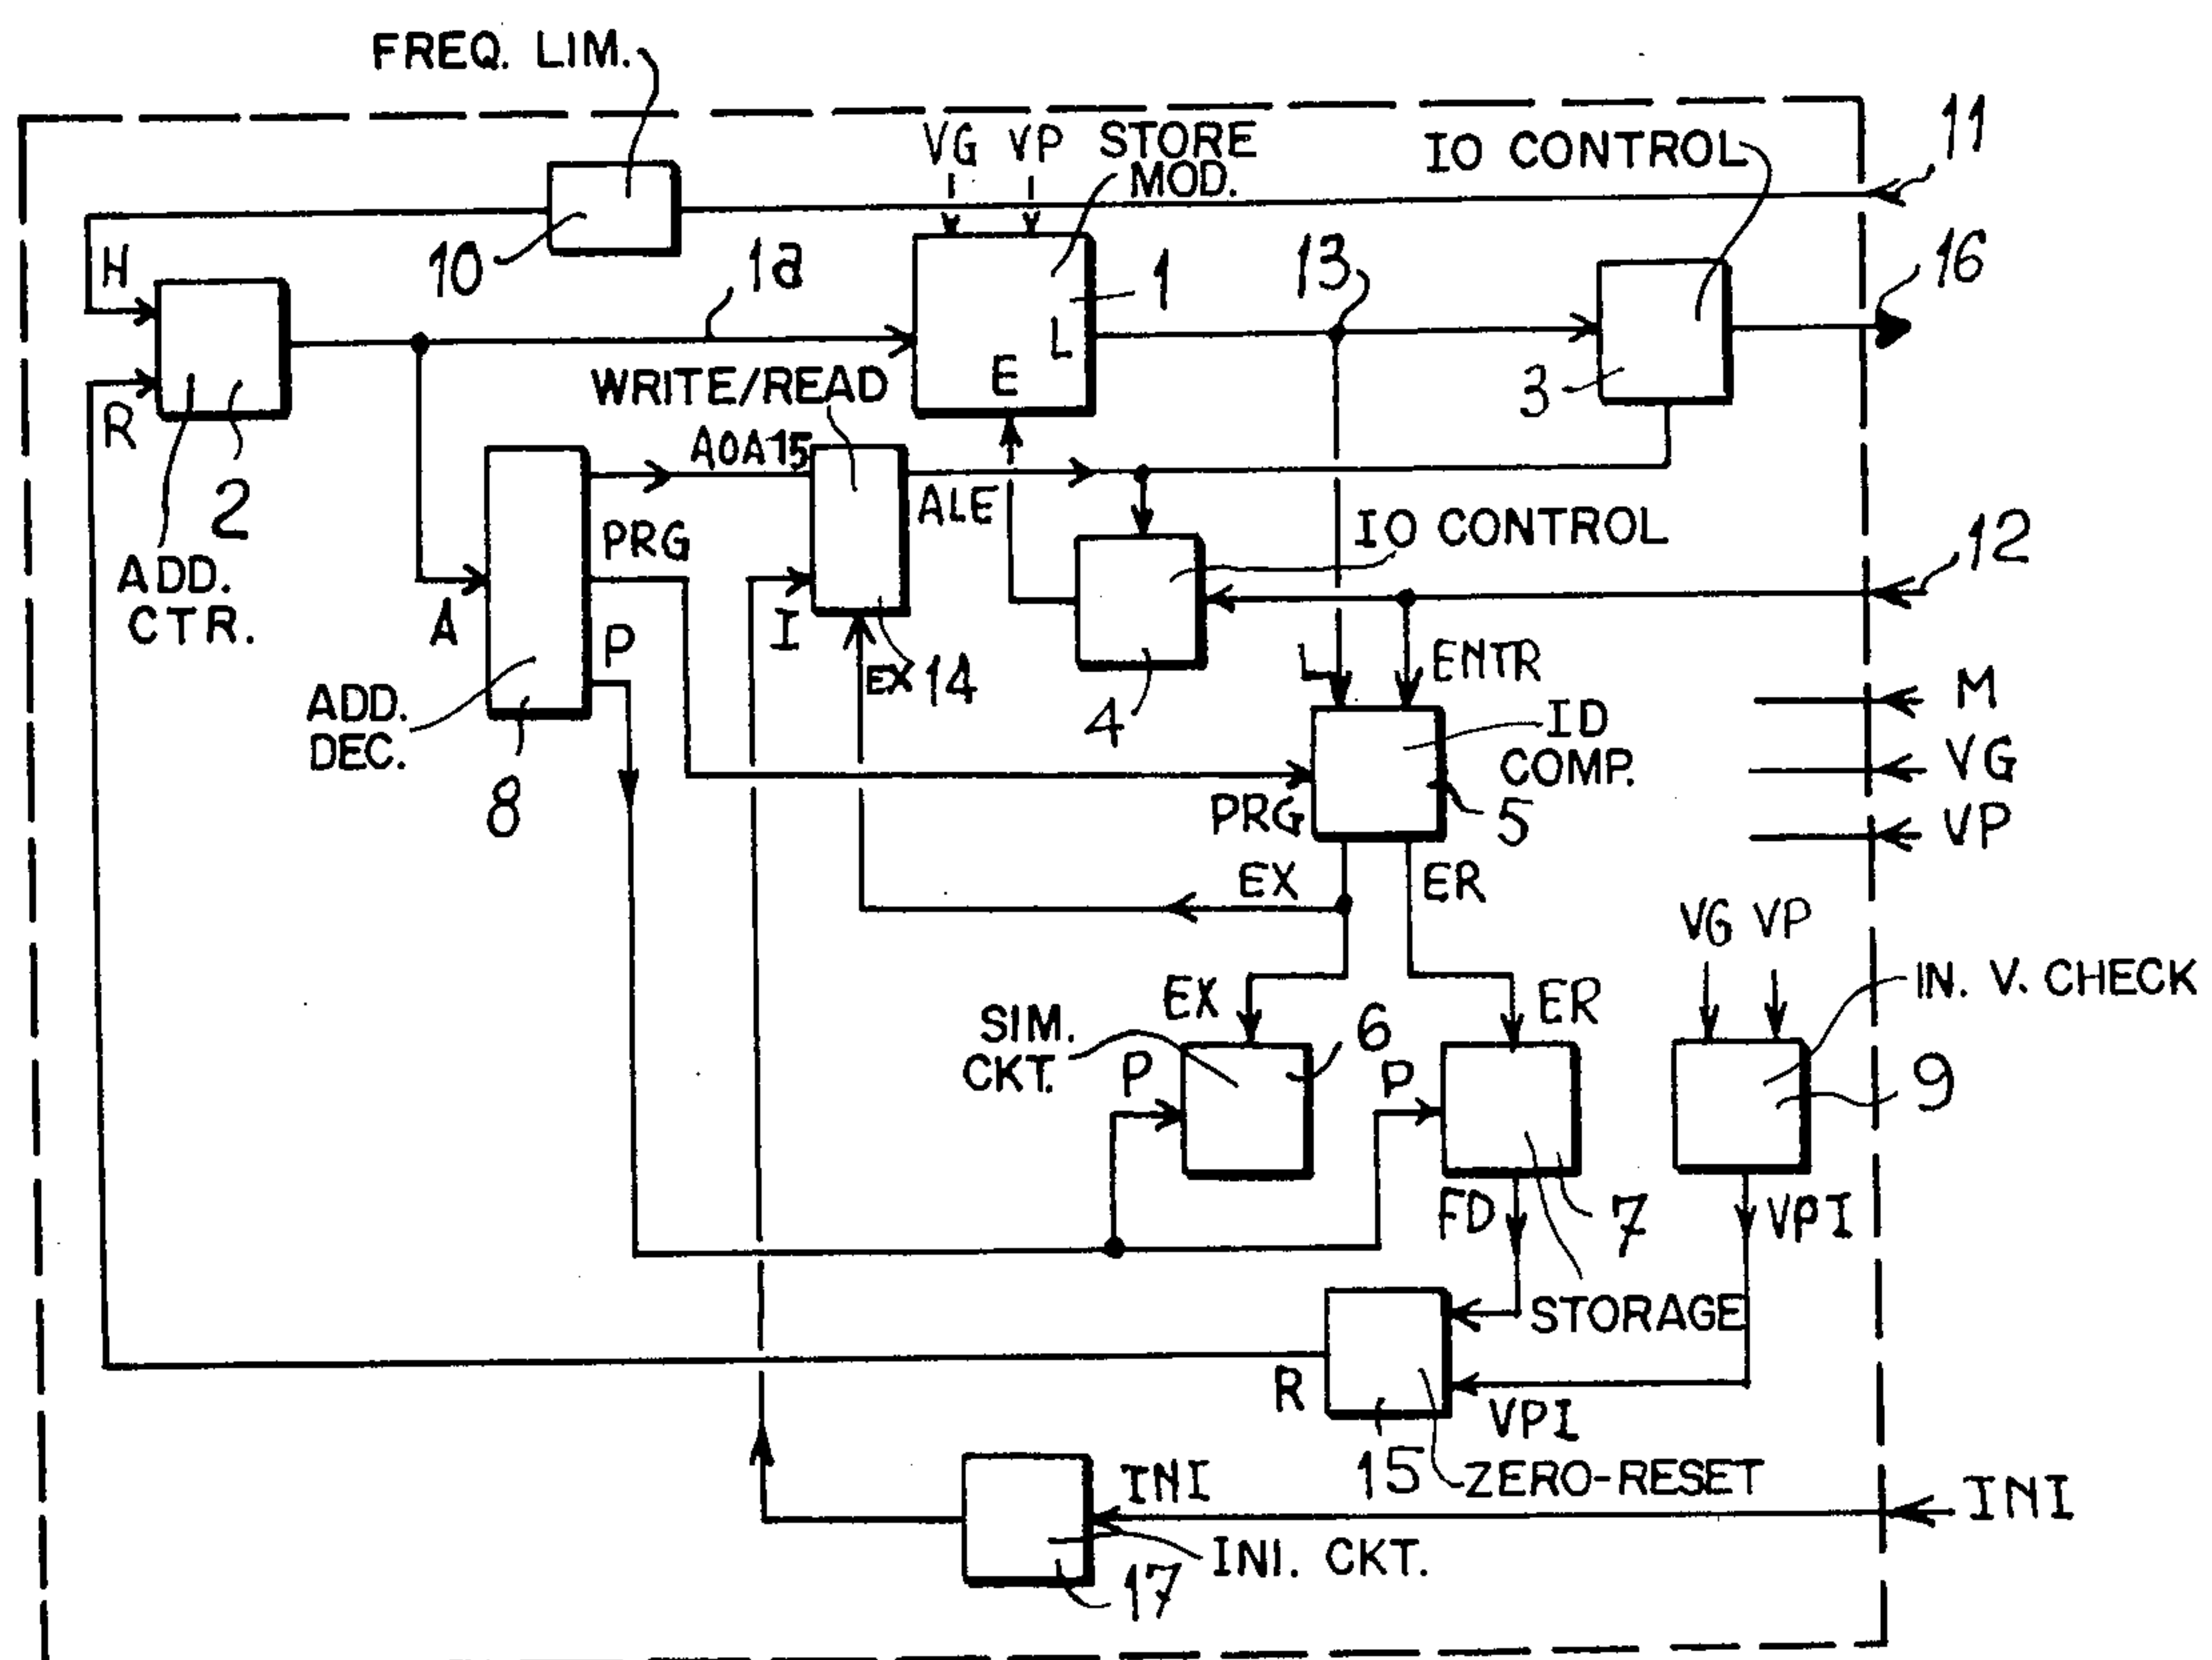 FREQ. LIM.
VG VP STORE
MOD.
IO CONTROL
11
H
10
1a
1
13
16
L
E
3
R
2
WRITE/READ
A0A15
ALE
PRG
IO CONTROL
12
ADD.
CTR.
A
P
I
EX 14
L
ENTR
4
ADD.
DEC.
8
ID
COMP.
5
PRG
M
VG
VP
EX
ER
VG VP
IN. V. CHECK
EX
ER
SIM.
CKT.
6
P
P
9
FD
7
VPI
STORAGE
R
VPI
15
ZERO-RESET
INI
INI
INI. CKT.
17